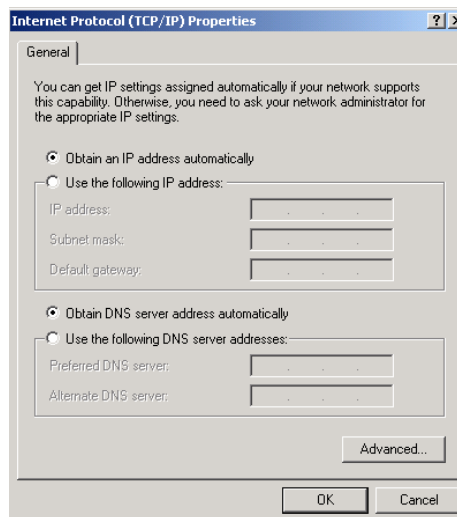 Internet Protocol (TCP/IP) Properties
General
You can get IP settings assigned automatically if your network supports
this capability. Otherwise, you need to ask your network administrator for
the appropriate IP settings.
Obtain an IP address automatically
Use the following IP address:
IP address:
Subnet mask:
Default gateway:
Obtain DNS server address automatically
Use the following DNS server addresses:
Preferred DNS server:
Alternate DNS server:
Advanced...
OK Cancel